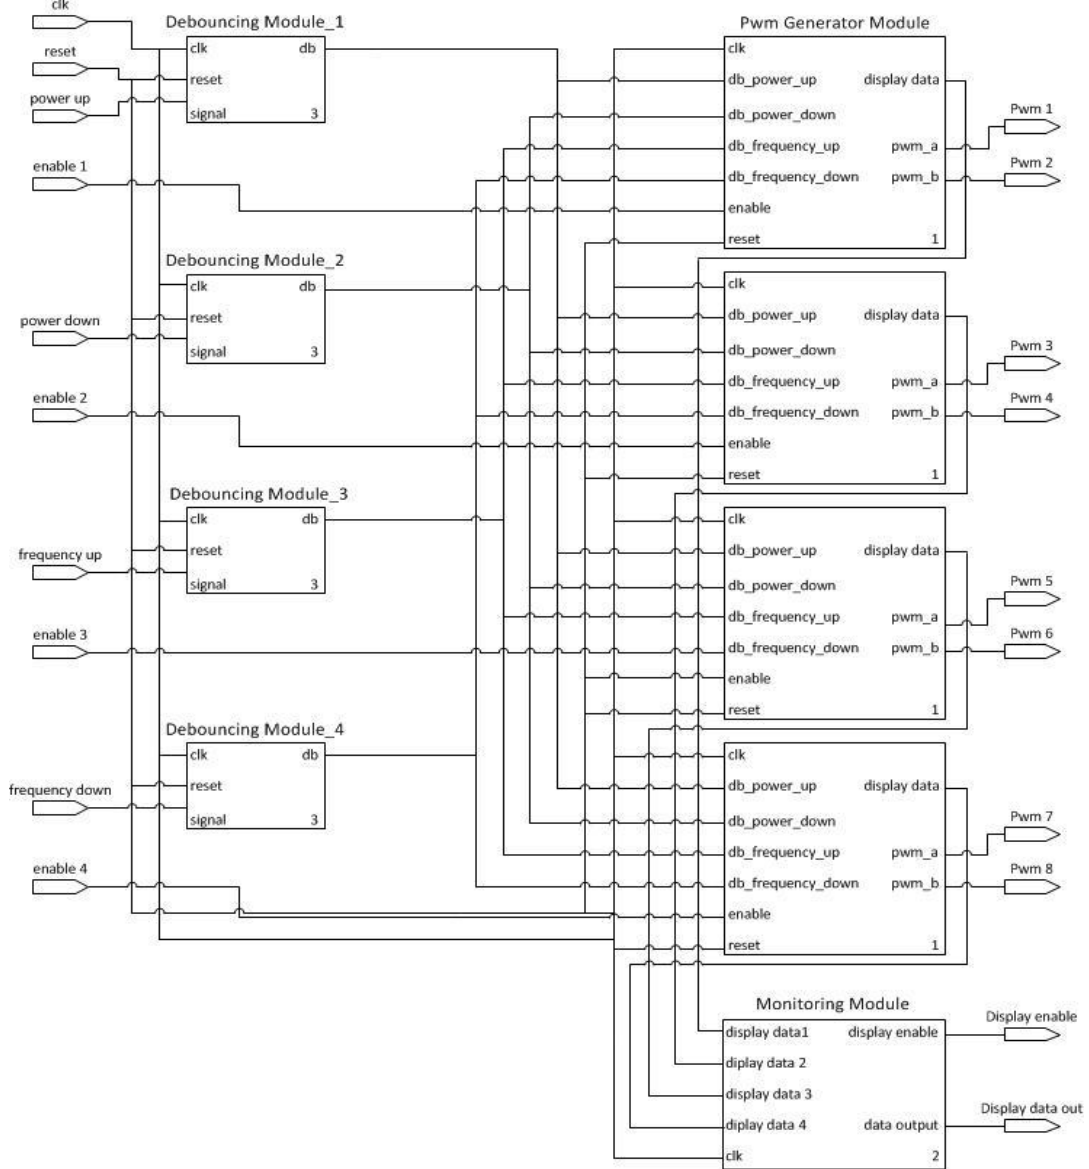 clk
reset
power up
enable 1
power down
enable 2
frequency up
enable 3
frequency down
enable 4
Debouncing Module_1
clk db
reset
signal 3
Debouncing Module_2
clk db
reset
signal 3
Debouncing Module_3
clk db
reset
signal 3
Debouncing Module_4
clk db
reset
signal 3
Pwm Generator Module
clk
db_power_up display data
db_power_down
db_frequency_up pwm_a
db_frequency_down pwm_b
enable
reset 1
clk
db_power_up display data
db_power_down
db_frequency_up pwm_a
db_frequency_down pwm_b
enable
reset 1
clk
db_power_up display data
db_power_down
db_frequency_up pwm_a
db_frequency_down pwm_b
enable
reset 1
clk
db_power_up display data
db_power_down
db_frequency_up pwm_a
db_frequency_down pwm_b
enable
reset 1
Monitoring Module
display data1 display enable
diplay data 2
display data 3
diplay data 4 data output
clk 2
Pwm 1
Pwm 2
Pwm 3
Pwm 4
Pwm 5
Pwm 6
Pwm 7
Pwm 8
Display enable
Display data out